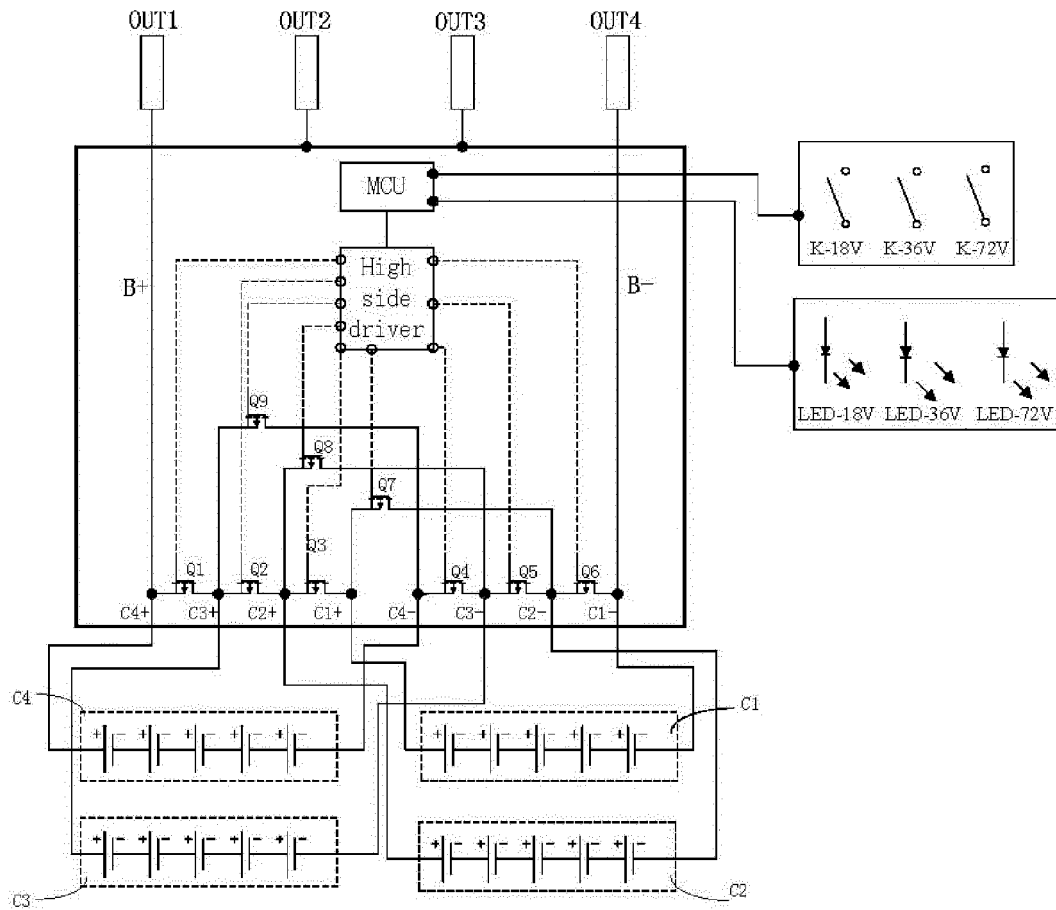 OUT1 OUT2 OUT3 OUT4
MCU
K-18V K-36V K-72V
High
side
driver
B+ B-
LED-18V LED-36V LED-72V
Q9
Q8
Q7
Q3
Q1 Q2 Q4 Q5 Q6
C4+ C3+ C2+ C1+ C4- C3- C2- C1-
C4 C1
+ - + - + - + - + - + - + - + - + - + -
+ - + - + - + - + - + - + - + - + - + -
C3 C2